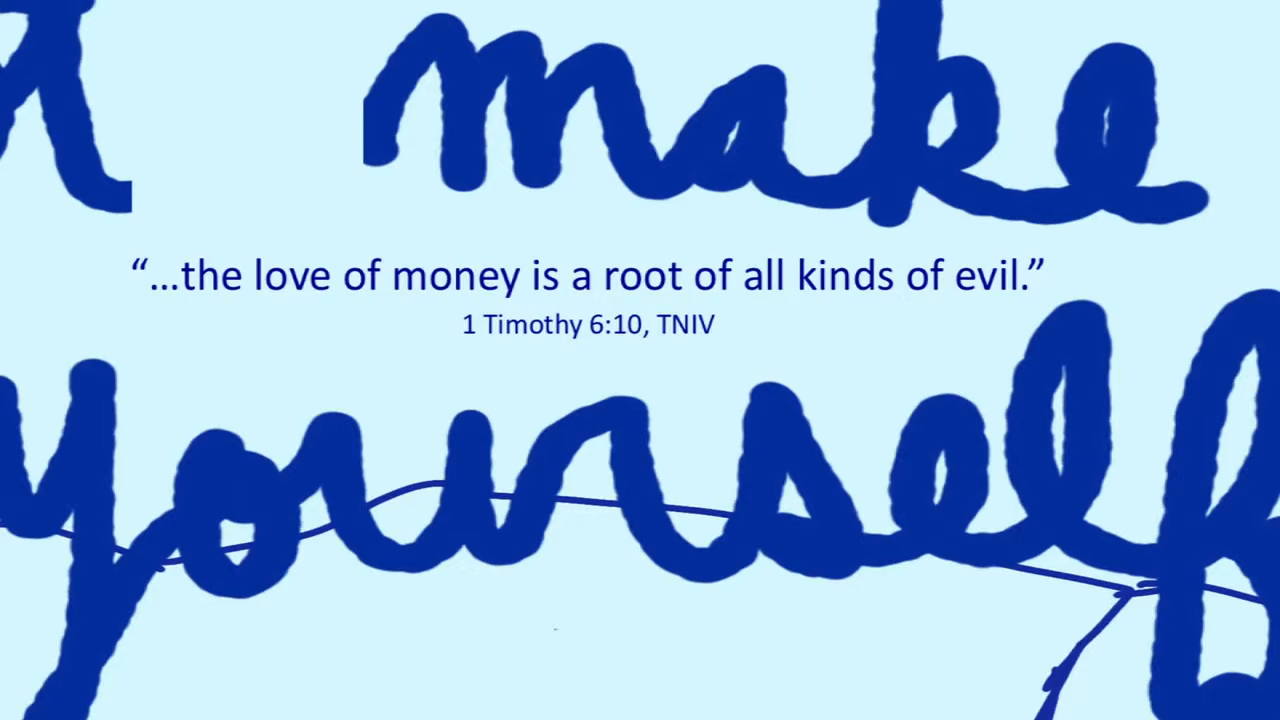 make
“...the love of money is a root of all kinds of evil.”
1 Timothy 6:10, TNIV
yourself